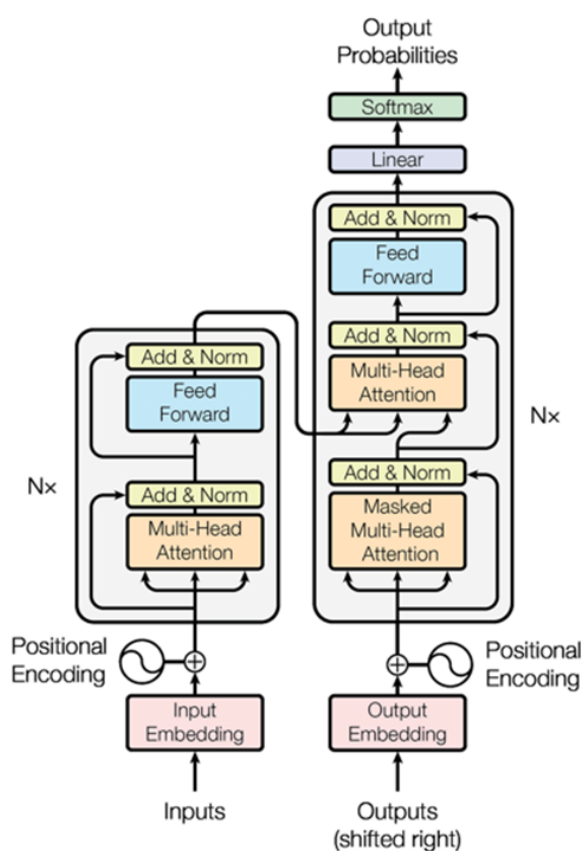 Output
Probabilities
Softmax
Linear
Add & Norm
Feed
Forward
Add & Norm
Multi-Head
Attention
Nx
Add & Norm
Masked
Multi-Head
Attention
Add & Norm
Feed
Forward
Nx
Add & Norm
Multi-Head
Attention
Positional
Encoding
Positional
Encoding
Input
Embedding
Output
Embedding
Inputs
Outputs
(shifted right)